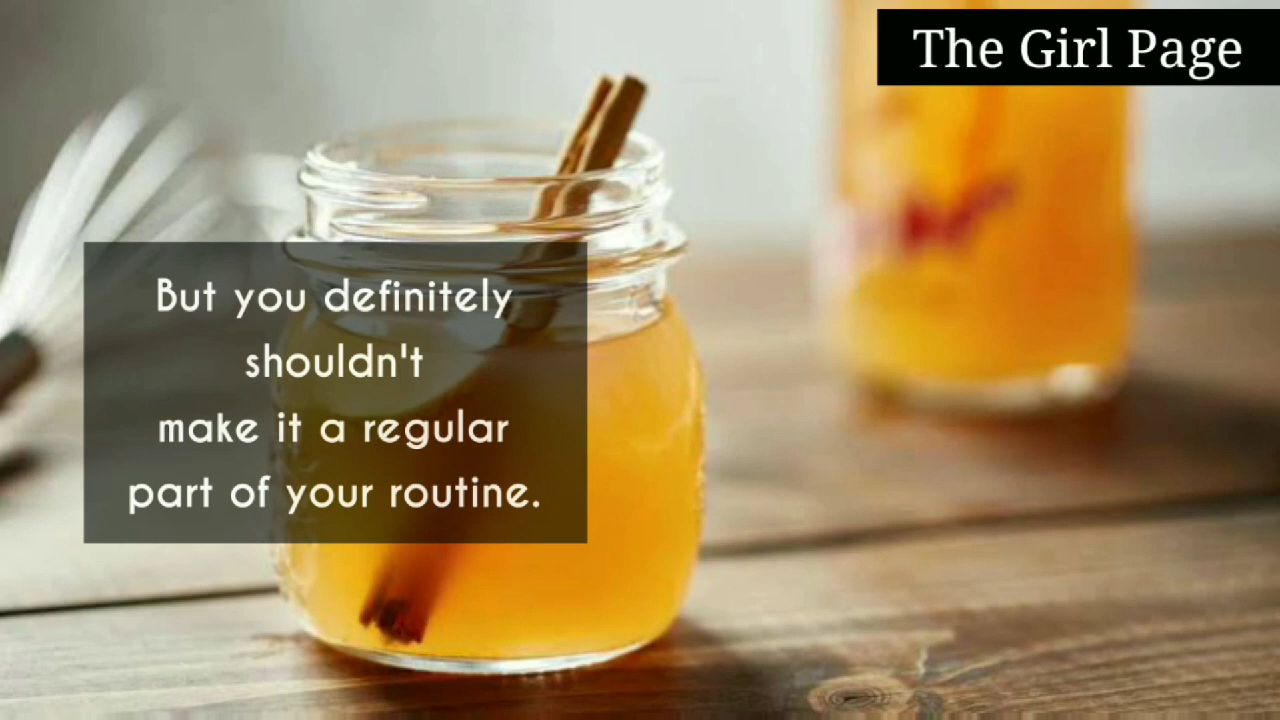 The Girl Page
But you definitely
shouldn't
make it a regular
part of your routine.